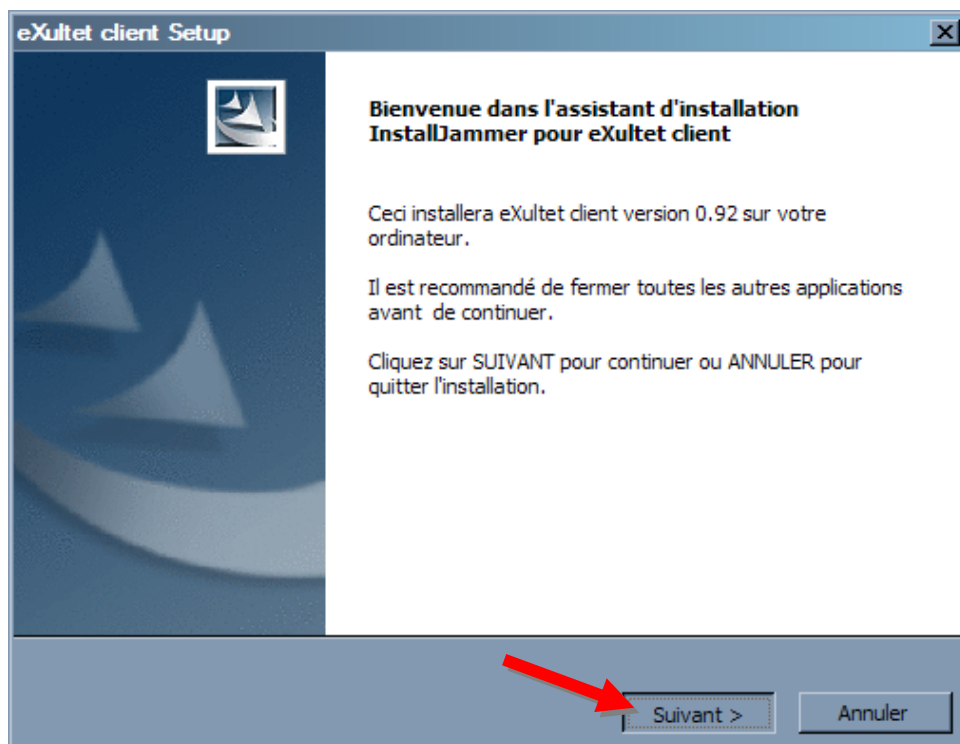 eXultet client Setup
Bienvenue dans l'assistant d'installation
InstallJammer pour eXultet client
Ceci installera eXultet client version 0.92 sur votre
ordinateur.
Il est recommandé de fermer toutes les autres applications
avant  de continuer.
Cliquez sur SUIVANT pour continuer ou ANNULER pour
quitter l'installation.
Suivant >
Annuler